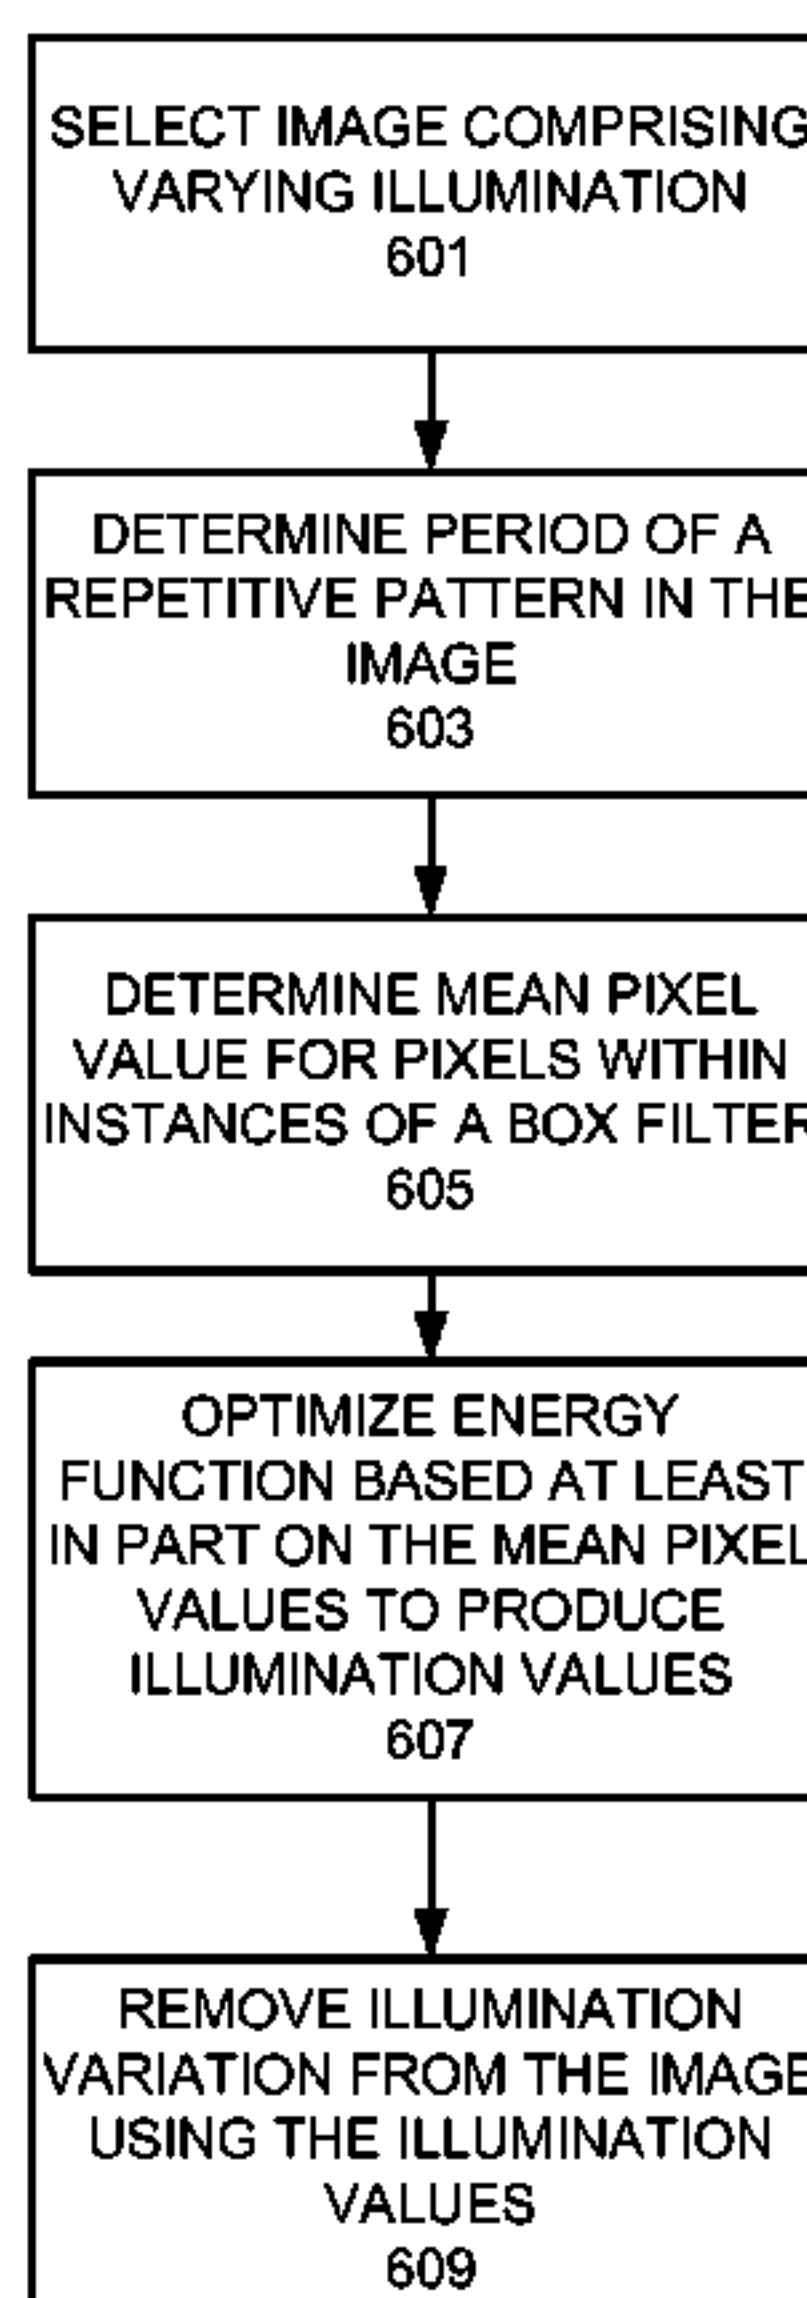 SELECT IMAGE COMPRISING
VARYING ILLUMINATION
601
DETERMINE PERIOD OF A
REPETITIVE PATTERN IN THE
IMAGE
603
DETERMINE MEAN PIXEL
VALUE FOR PIXELS WITHIN
INSTANCES OF A BOX FILTER
605
OPTIMIZE ENERGY
FUNCTION BASED AT LEAST
IN PART ON THE MEAN PIXEL
VALUES TO PRODUCE
ILLUMINATION VALUES
607
REMOVE ILLUMINATION
VARIATION FROM THE IMAGE
USING THE ILLUMINATION
VALUES
609